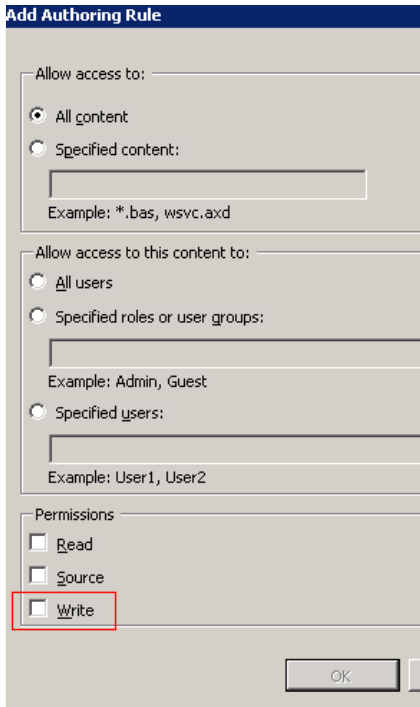 Add Authoring Rule
Allow access to:
All content
Specified content:
Example: *.bas, wsvc.axd
Allow access to this content to:
All users
Specified roles or user groups:
Example: Admin, Guest
Specified users:
Example: User1, User2
Permissions
Read
Source
Write
OK